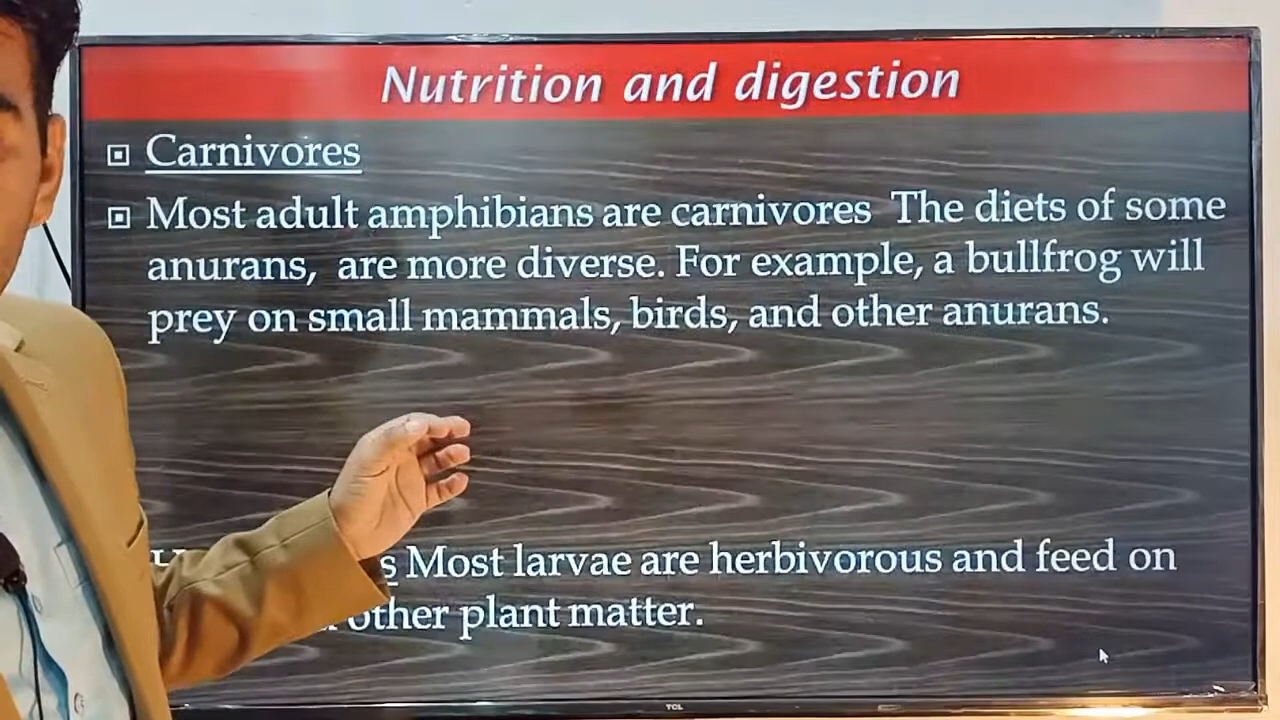 Nutrition and digestion
Carnivores
Most adult amphibians are carnivores The diets of some
anurans, are more diverse. For example, a bullfrog will
prey on small mammals, birds, and other anurans.
Most larvae are herbivorous and feed on
other plant matter.
TCL